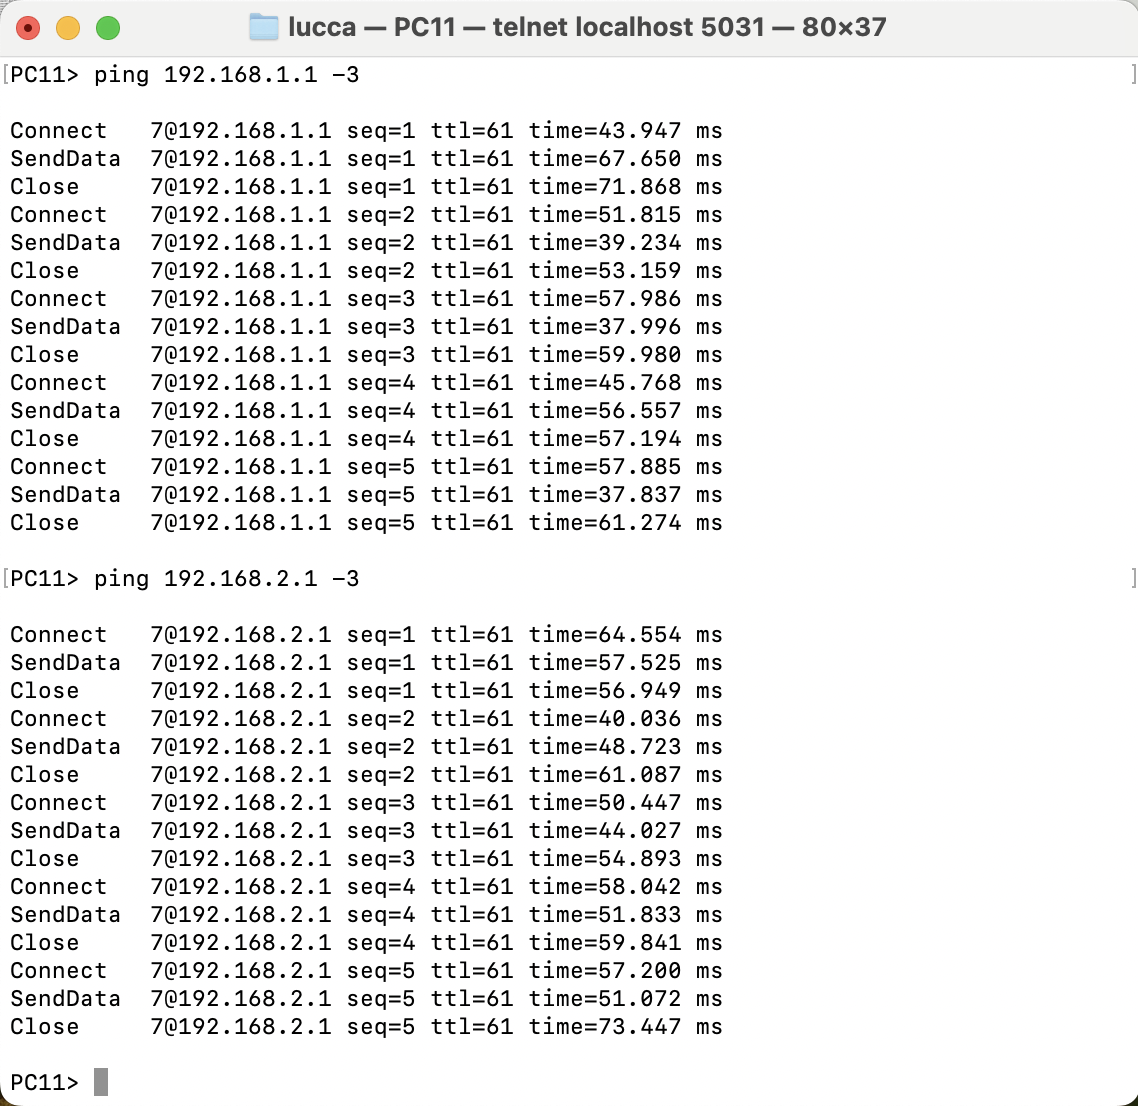 lucca — PC11 — telnet localhost 5031 — 80×37
[PC11> ping 192.168.1.1 -3 ]
Connect 7@192.168.1.1 seq=1 ttl=61 time=43.947 ms
SendData 7@192.168.1.1 seq=1 ttl=61 time=67.650 ms
Close 7@192.168.1.1 seq=1 ttl=61 time=71.868 ms
Connect 7@192.168.1.1 seq=2 ttl=61 time=51.815 ms
SendData 7@192.168.1.1 seq=2 ttl=61 time=39.234 ms
Close 7@192.168.1.1 seq=2 ttl=61 time=53.159 ms
Connect 7@192.168.1.1 seq=3 ttl=61 time=57.986 ms
SendData 7@192.168.1.1 seq=3 ttl=61 time=37.996 ms
Close 7@192.168.1.1 seq=3 ttl=61 time=59.980 ms
Connect 7@192.168.1.1 seq=4 ttl=61 time=45.768 ms
SendData 7@192.168.1.1 seq=4 ttl=61 time=56.557 ms
Close 7@192.168.1.1 seq=4 ttl=61 time=57.194 ms
Connect 7@192.168.1.1 seq=5 ttl=61 time=57.885 ms
SendData 7@192.168.1.1 seq=5 ttl=61 time=37.837 ms
Close 7@192.168.1.1 seq=5 ttl=61 time=61.274 ms
[PC11> ping 192.168.2.1 -3 ]
Connect 7@192.168.2.1 seq=1 ttl=61 time=64.554 ms
SendData 7@192.168.2.1 seq=1 ttl=61 time=57.525 ms
Close 7@192.168.2.1 seq=1 ttl=61 time=56.949 ms
Connect 7@192.168.2.1 seq=2 ttl=61 time=40.036 ms
SendData 7@192.168.2.1 seq=2 ttl=61 time=48.723 ms
Close 7@192.168.2.1 seq=2 ttl=61 time=61.087 ms
Connect 7@192.168.2.1 seq=3 ttl=61 time=50.447 ms
SendData 7@192.168.2.1 seq=3 ttl=61 time=44.027 ms
Close 7@192.168.2.1 seq=3 ttl=61 time=54.893 ms
Connect 7@192.168.2.1 seq=4 ttl=61 time=58.042 ms
SendData 7@192.168.2.1 seq=4 ttl=61 time=51.833 ms
Close 7@192.168.2.1 seq=4 ttl=61 time=59.841 ms
Connect 7@192.168.2.1 seq=5 ttl=61 time=57.200 ms
SendData 7@192.168.2.1 seq=5 ttl=61 time=51.072 ms
Close 7@192.168.2.1 seq=5 ttl=61 time=73.447 ms
PC11>